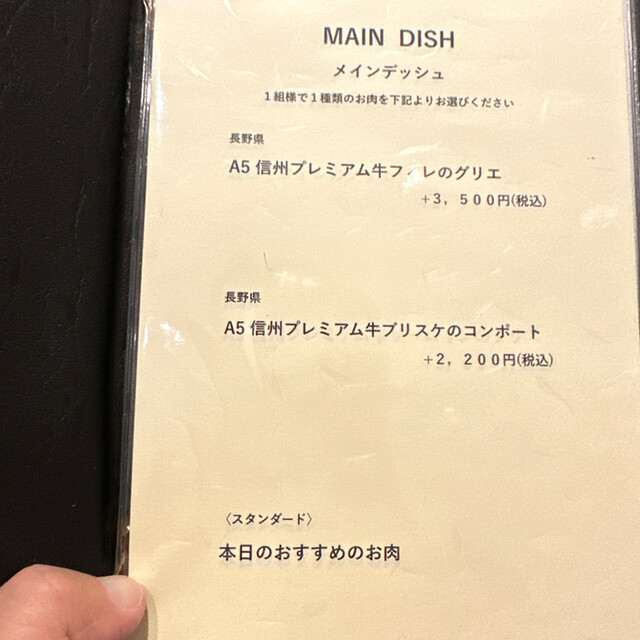 MAIN DISH
メインデッシュ
1組様で1種類のお肉を下記よりお選びください
長野県
A5信州プレミアム牛フィレのグリエ
+3,500円(税込)
長野県
A5信州プレミアム牛ブリスケのコンポート
+2,200円(税込)
〈スタンダード〉
本日のおすすめのお肉